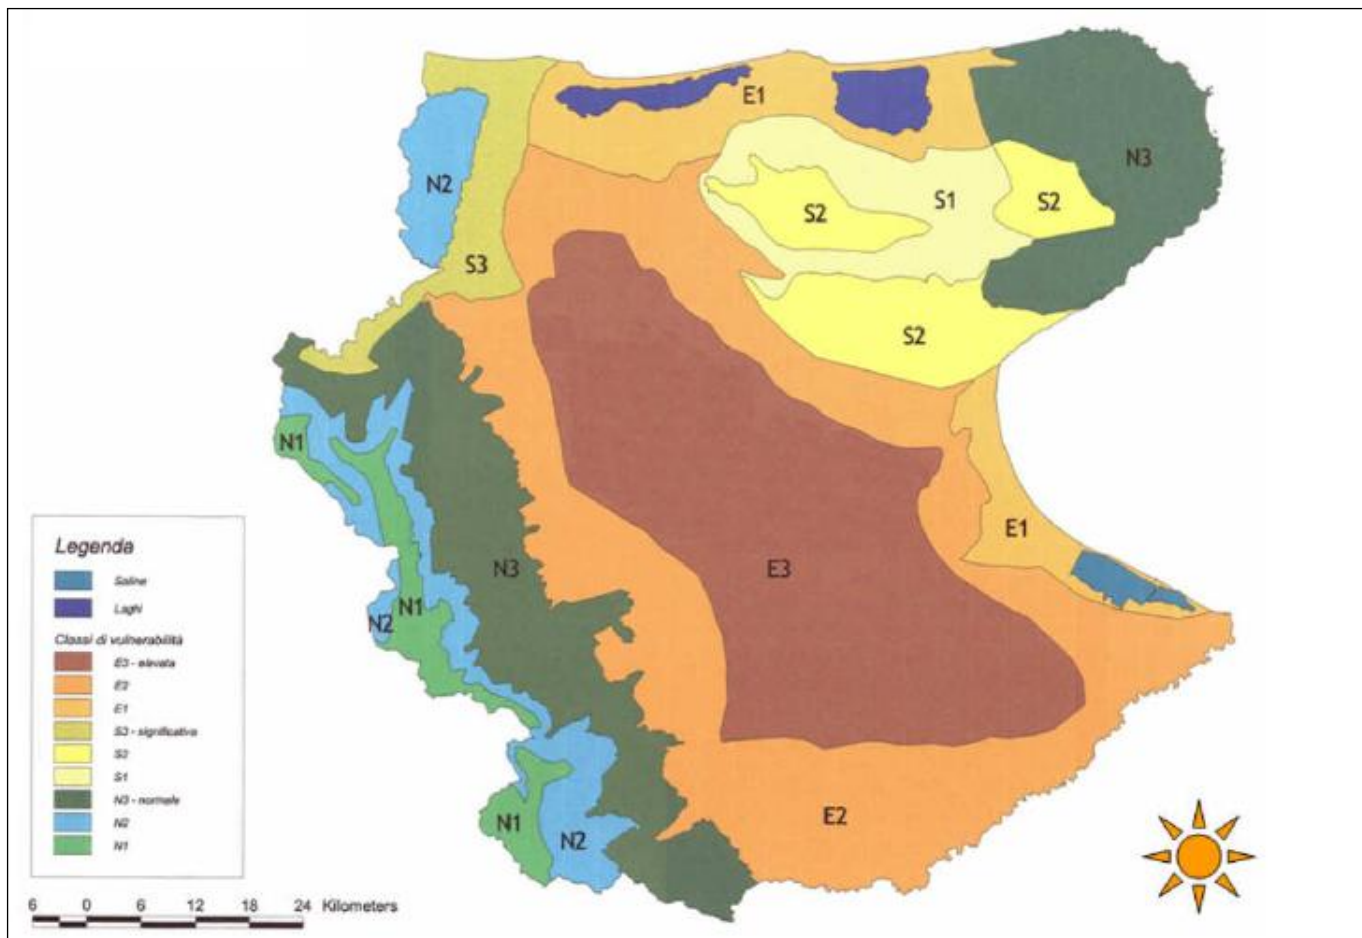 E1
N2
N3
S1
S2
S2
S3
S2
N1
E1
N3
E3
N1
N2
E2
N1
N2
Legenda
Saline
Laghi
Classi di vulnerabilità
E3 - elevata
E2
E1
S3 - significativa
S2
S1
N3 - normale
N2
N1
6 0 6 12 18 24 Kilometers